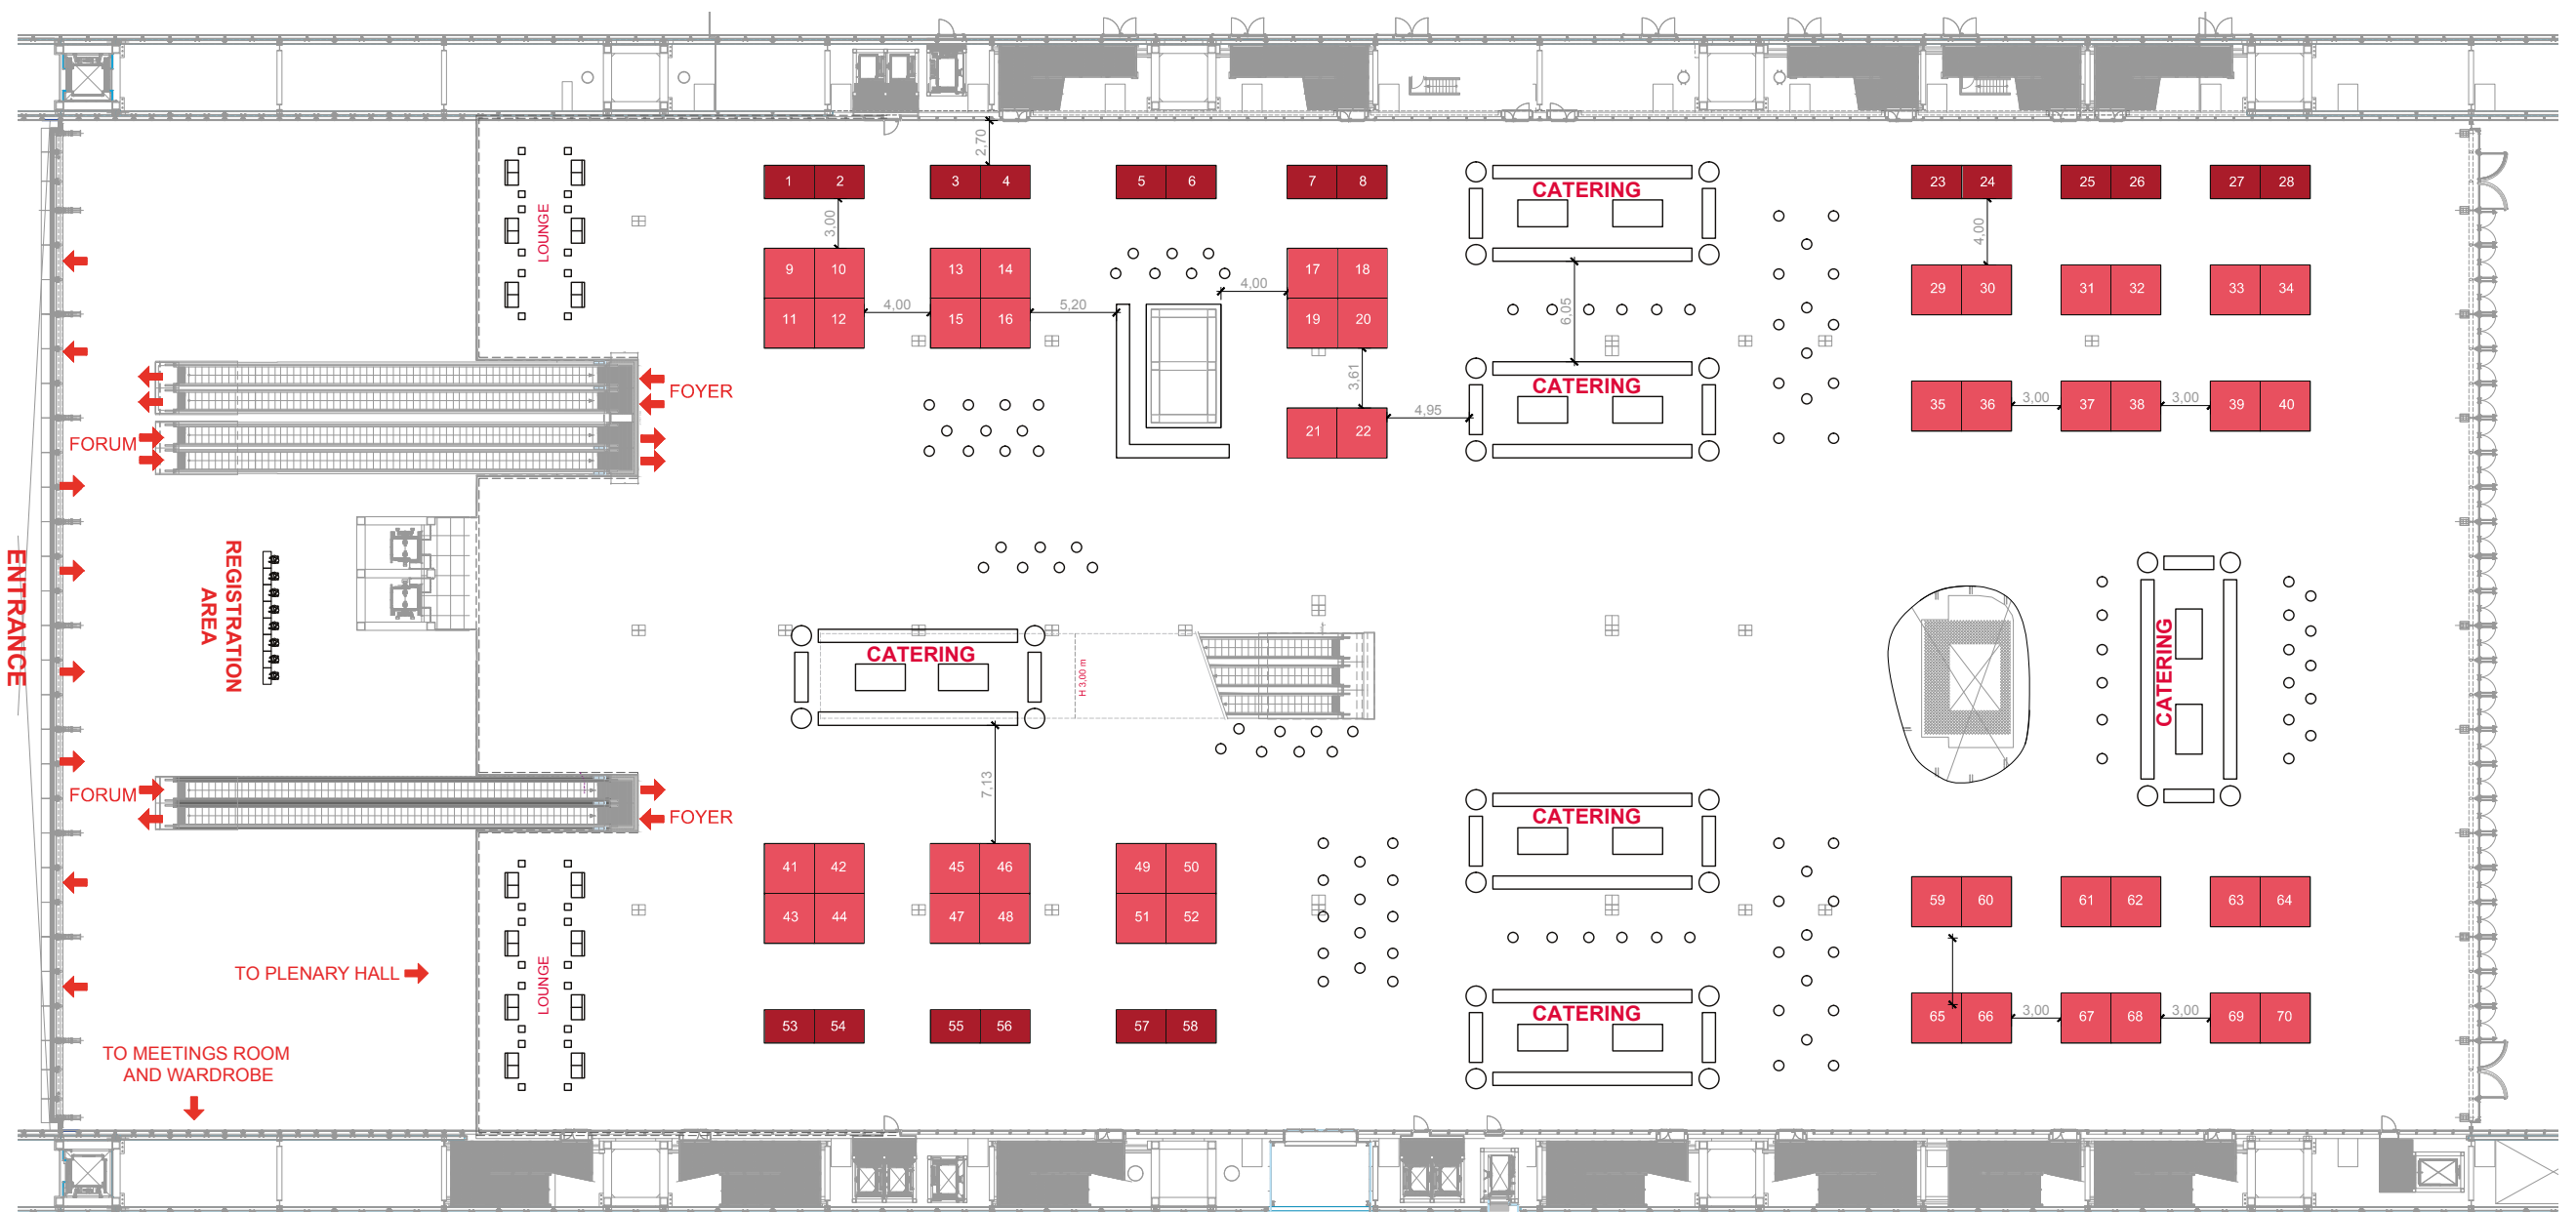 2,70
1 2 3 4 5 6 7 8
CATERING
23 24 25 26 27 28
LOUNGE
3,00
4,00
9 10 13 14 17 18
4,00
29 30 31 32 33 34
11 12 4,00 15 16 5,20 19 20
6,05
3,61
FOYER
CATERING
4,95
35 36 3,00 37 38 3,00 39 40
21 22
FORUM
ENTRANCE
REGISTRATION
AREA
CATERING
H 3,00 m
CATERING
7,13
FORUM
FOYER
CATERING
41 42 45 46 49 50
43 44 47 48 51 52
59 60 61 62 63 64
LOUNGE
TO PLENARY HALL
CATERING
65 66 3,00 67 68 3,00 69 70
53 54 55 56 57 58
TO MEETINGS ROOM
AND WARDROBE